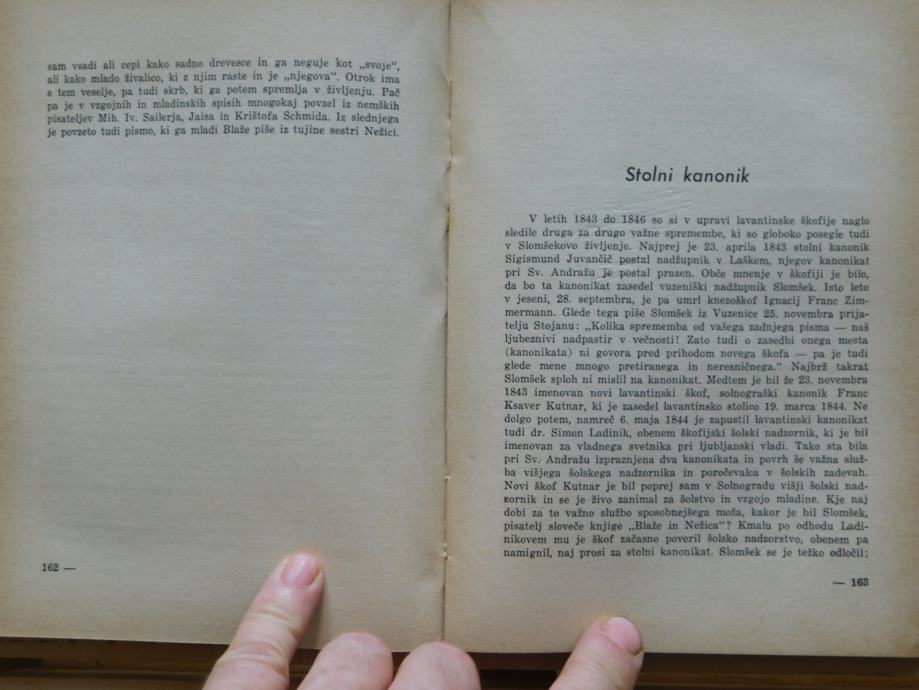 sam vsadi ali cepi kako sadno drevesce in ga neguje kot „svoje",
ali kako mlado živalico, ki z njim raste in je „njegova". Otrok ima
s tem veselje, pa tudi skrb, ki ga potem spremlja v življenju. Pač
pa je v vzgojnih in mladinskih spisih mnogokaj povzel iz nemških
pisateljev Mih. Iv. Sailerja, Jaisa in Krištofa Schmida. Iz slednjega
je povzeto tudi pismo, ki ga mladi Blaže piše iz tujine sestri Nežici.
162 —
Stolni kanonik
V letih 1843 do 1846 so si v upravi lavantinske škofije naglo
sledile druga za drugo važne spremembe, ki so globoko posegle tudi
v Slomšekovo življenje. Najprej je 23. aprila 1843 stolni kanonik
Sigismund Juvančič postal nadžupnik v Laškem, njegov kanonikat
pri Sv. Andražu je postal prazen. Obče mnenje v škofiji je bilo,
da bo ta kanonikat zasedel vuzeniški nadžupnik Slomšek. Isto leto
v jeseni, 28. septembra, je pa umrl knezoškof Ignacij Franc Zim-
mermann. Glede tega piše Slomšek iz Vuzenice 25. novembra prija-
telju Stojanu: „Kolika sprememba od vašega zadnjega pisma — naš
ljubeznivi nadpastir v večnosti! Zato tudi o zasedbi onega mesta
(kanonikata) ni govora pred prihodom novega škofa — pa je tudi
glede mene mnogo pretiranega in neresničnega." Najbrž takrat
Slomšek sploh ni mislil na kanonikat. Medtem je bil že 23. novembra
1843 imenovan novi lavantinski škof, solnograški kanonik Franc
Ksaver Kutnar, ki je zasedel lavantinsko stolico 19. marca 1844. Ne
dolgo potem, namreč 6. maja 1844 je zapustil lavantinski kanonikat
tudi dr. Simon Ladinik, obenem škofijski šolski nadzornik, ki je bil
imenovan za vladnega svetnika pri ljubljanski vladi. Tako sta bila
pri Sv. Andražu izpraznjena dva kanonikata in povrh še važna služ-
ba višjega šolskega nadzornika in poročevalca v šolskih zadevah.
Novi škof Kutnar je bil poprej sam v Solnogradu višji šolski nad-
zornik in se je živo zanimal za šolstvo in vzgojo mladine. Kje naj
dobi za to važno službo sposobnejšega moža, kakor je bil Slomšek,
pisatelj sloveče knjige „Blaže in Nežica"? Kmalu po odhodu Ladi-
nikovem mu je škof začasno poveril šolsko nadzorstvo, obenem pa
namignil, naj prosi za stolni kanonikat. Slomšek se je težko odločil;
— 163